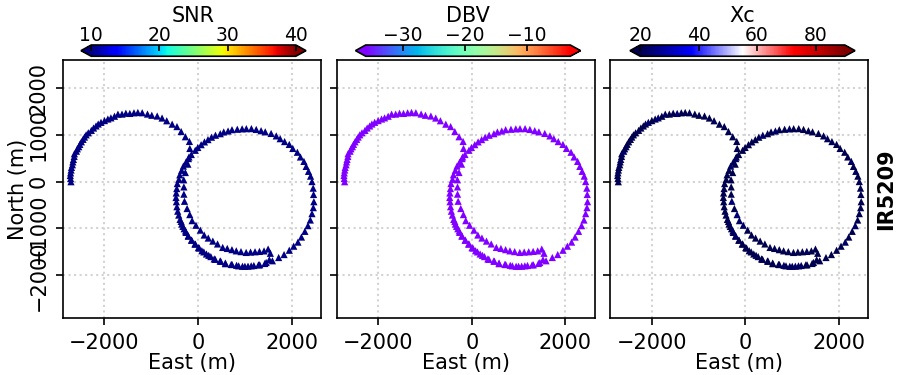 SNR DBV Xc
10 20 30 40 −30 −20 −10 20 40 60 80
2000
1000
0
−1000
−2000
North (m)
−2000 0 2000 −2000 0 2000 −2000 0 2000
East (m) East (m) East (m)
IR5209